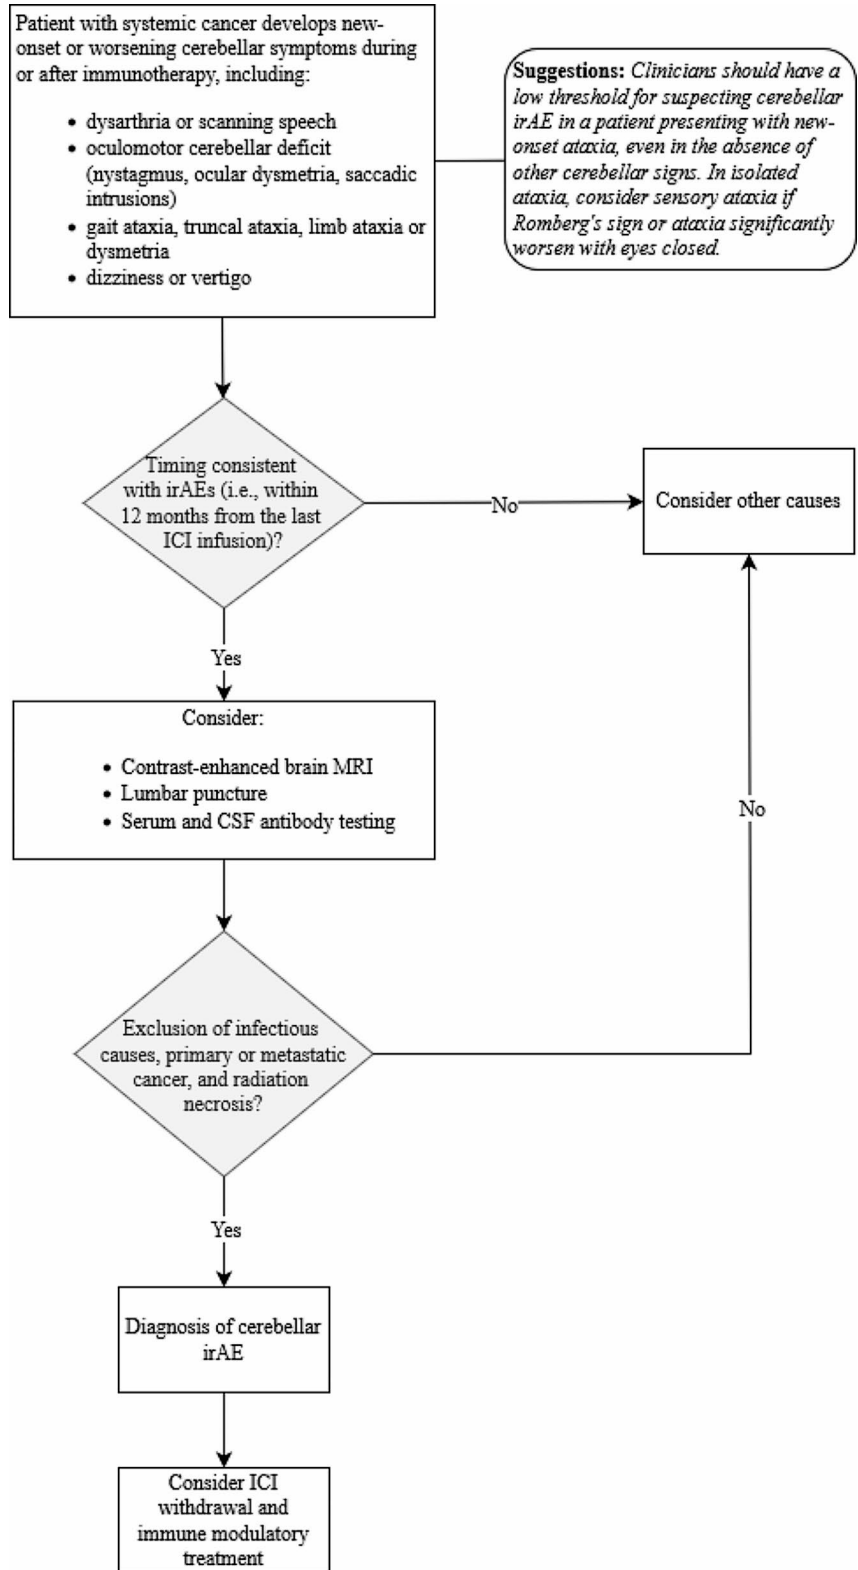 Patient with systemic cancer develops new-
onset or worsening cerebellar symptoms during
or after immunotherapy, including:
• dysarthria or scanning speech
• oculomotor cerebellar deficit
(nystagmus, ocular dysmetria, saccadic
intrusions)
• gait ataxia, truncal ataxia, limb ataxia or
dysmetria
• dizziness or vertigo
Suggestions: Clinicians should have a
low threshold for suspecting cerebellar
irAE in a patient presenting with new-
onset ataxia, even in the absence of
other cerebellar signs. In isolated
ataxia, consider sensory ataxia if
Romberg's sign or ataxia significantly
worsen with eyes closed.
Timing consistent
with irAEs (i.e., within
12 months from the last
ICI infusion)?
No
Consider other causes
Yes
Consider:
• Contrast-enhanced brain MRI
• Lumbar puncture
• Serum and CSF antibody testing
No
Exclusion of infectious
causes, primary or metastatic
cancer, and radiation
necrosis?
Yes
Diagnosis of cerebellar
irAE
Consider ICI
withdrawal and
immune modulatory
treatment